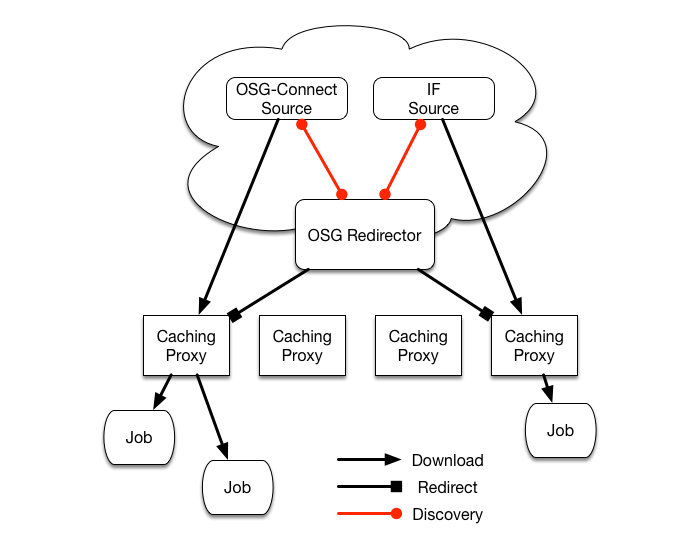 OSG-Connect
Source
IF
Source
OSG Redirector
Caching
Proxy
Caching
Proxy
Caching
Proxy
Caching
Proxy
Job
Job
Job
Download
Redirect
Discovery